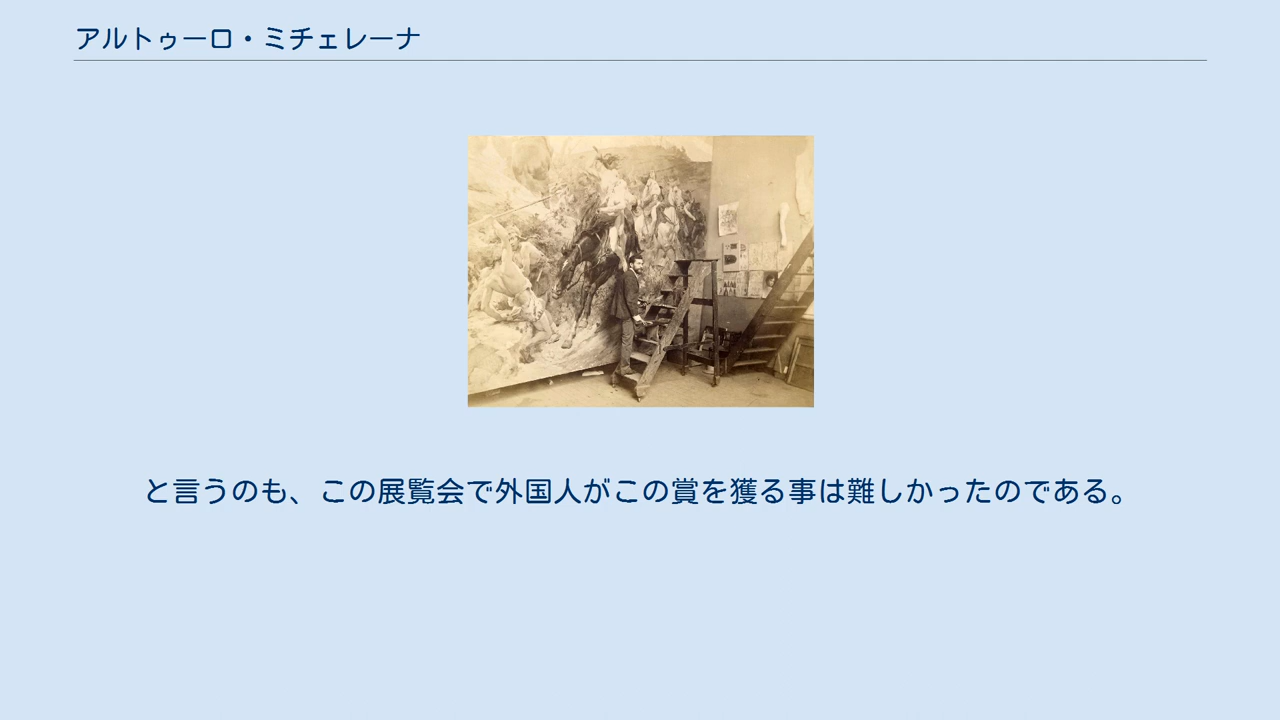 アルトゥーロ・ミチェレーナ
と言うのも、この展覧会で外国人がこの賞を獲る事は難しかったのである。